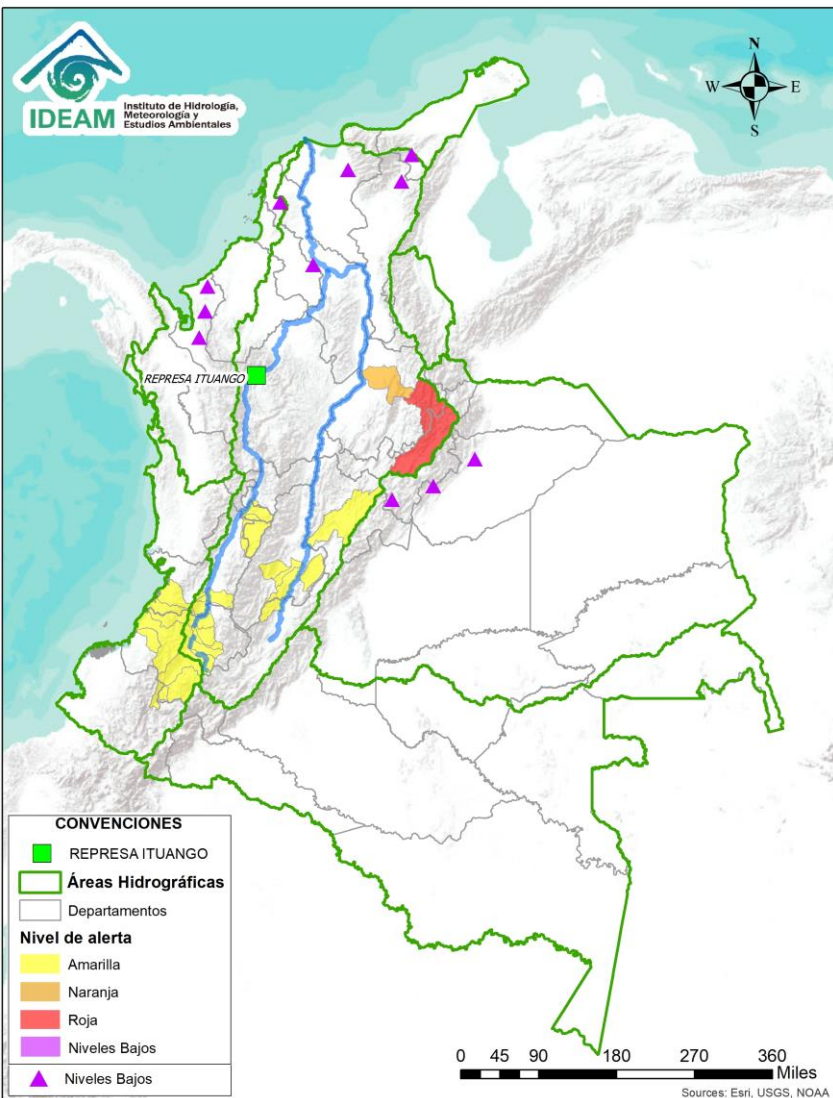 IDEAM
Instituto de Hidrología,
Meteorología y
Estudios Ambientales
N
W E
S
REPRESA ITUANGO
CONVENCIONES
REPRESA ITUANGO
Áreas Hidrográficas
Departamentos
Nivel de alerta
Amarilla
Naranja
Roja
Niveles Bajos
Niveles Bajos
0 45 90 180 270 360
Miles
Sources: Esri, USGS, NOAA